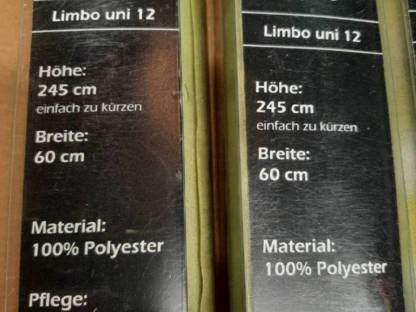 Limbo uni 12
Höhe:
245 cm
einfach zu kürzen
Breite:
60 cm
Material:
100% Polyester
Pflege:
Limbo uni 12
Höhe:
245 cm
einfach zu kürzen
Breite:
60 cm
Material:
100% Polyester